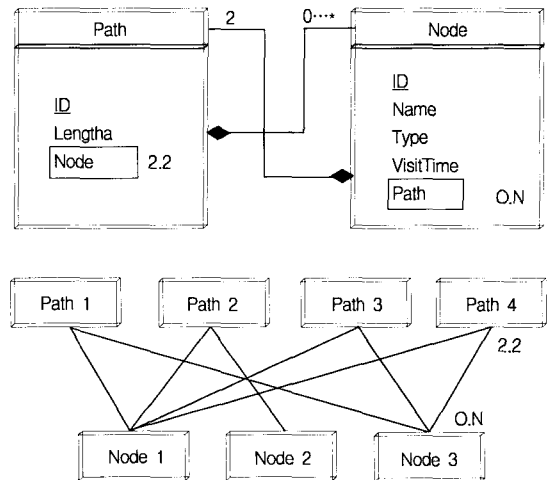 Path
2
0···*
Node
ID
Lengtha
Node
2.2
ID
Name
Type
VisitTime
Path
O.N
Path 1
Path 2
Path 3
Path 4
2.2
O.N
Node 1
Node 2
Node 3